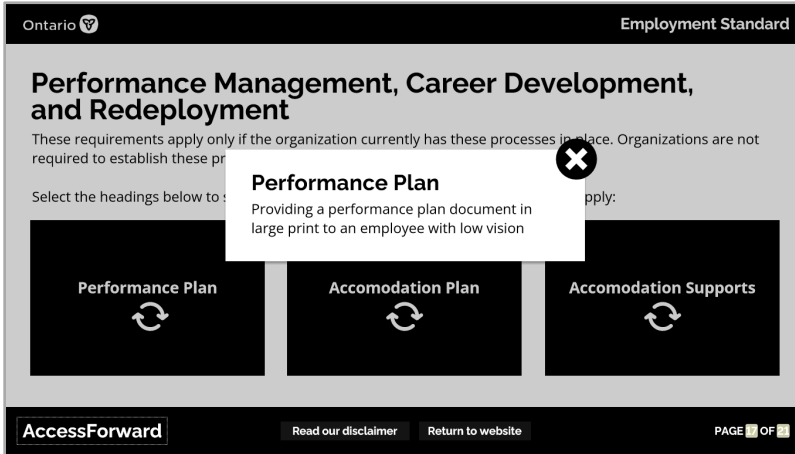 Ontario
Employment Standard
Performance Management, Career Development,
and Redeployment
These requirements apply only if the organization currently has these processes in place. Organizations are not
required to establish these pr
Select the headings below to s
pply:
Performance Plan
Providing a performance plan document in
large print to an employee with low vision
Performance Plan
Accomodation Plan
Accomodation Supports
AccessForward
Read our disclaimer
Return to website
PAGE 17 OF 21